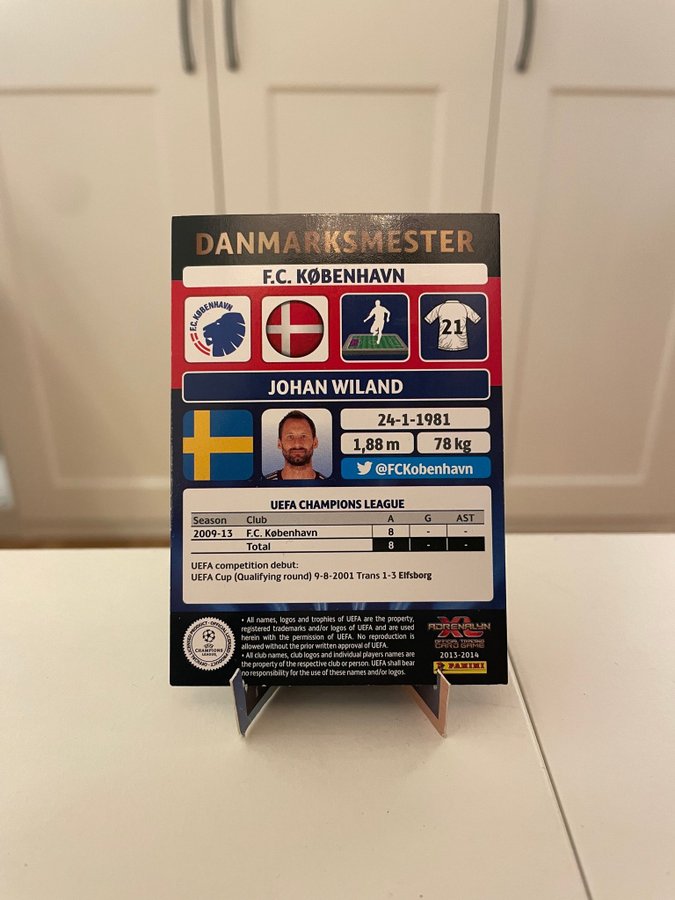 DANMARKSMESTER
F.C. KØBENHAVN
F.C. KØBENHAVN
21
JOHAN WILAND
24-1-1981
1,88 m 78 kg
@FCKobenhavn
UEFA CHAMPIONS LEAGUE
Season Club A G AST
2009-13 F.C. København 8 - -
Total 8 - -
UEFA competition debut:
UEFA Cup (Qualifying round) 9-8-2001 Trans 1-3 Elfsborg
• All names, logos and trophies of UEFA are the property,
registered trademarks and/or logos of UEFA and are used
herein with the permission of UEFA. No reproduction is
allowed without the prior written approval of UEFA.
• All club names, club logos and individual players names are
the property of the respective club or person. UEFA shall bear
no responsibility for the use of these names and/or logos.
UEFA
CHAMPIONS
LEAGUE
ADRENALYN
XL
OFFICIAL TRADING
CARD GAME
2013-2014
PANINI